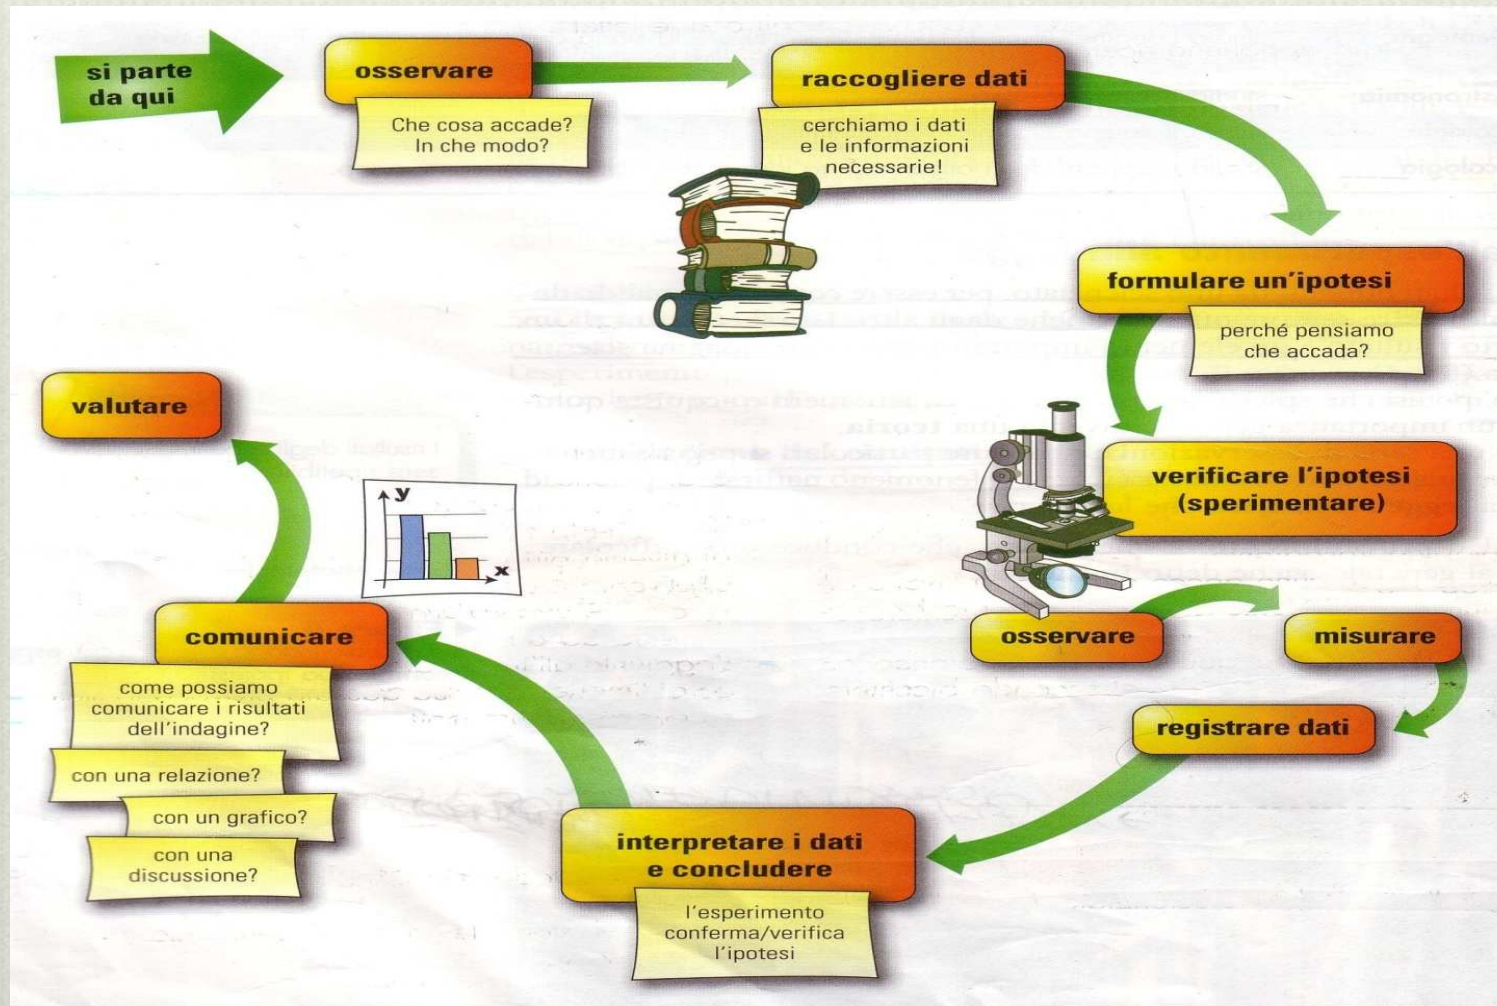 si parte
da qui
osservare
Che cosa accade?
In che modo?
raccogliere dati
cerchiamo i dati
e le informazioni
necessarie!
formulare un'ipotesi
perché pensiamo
che accada?
verificare l'ipotesi
(sperimentare)
osservare
misurare
registrare dati
interpretare i dati
e concludere
l'esperimento
conferma/verifica
l'ipotesi
comunicare
come possiamo
comunicare i risultati
dell'indagine?
con una relazione?
con un grafico?
con una
discussione?
valutare
y
x